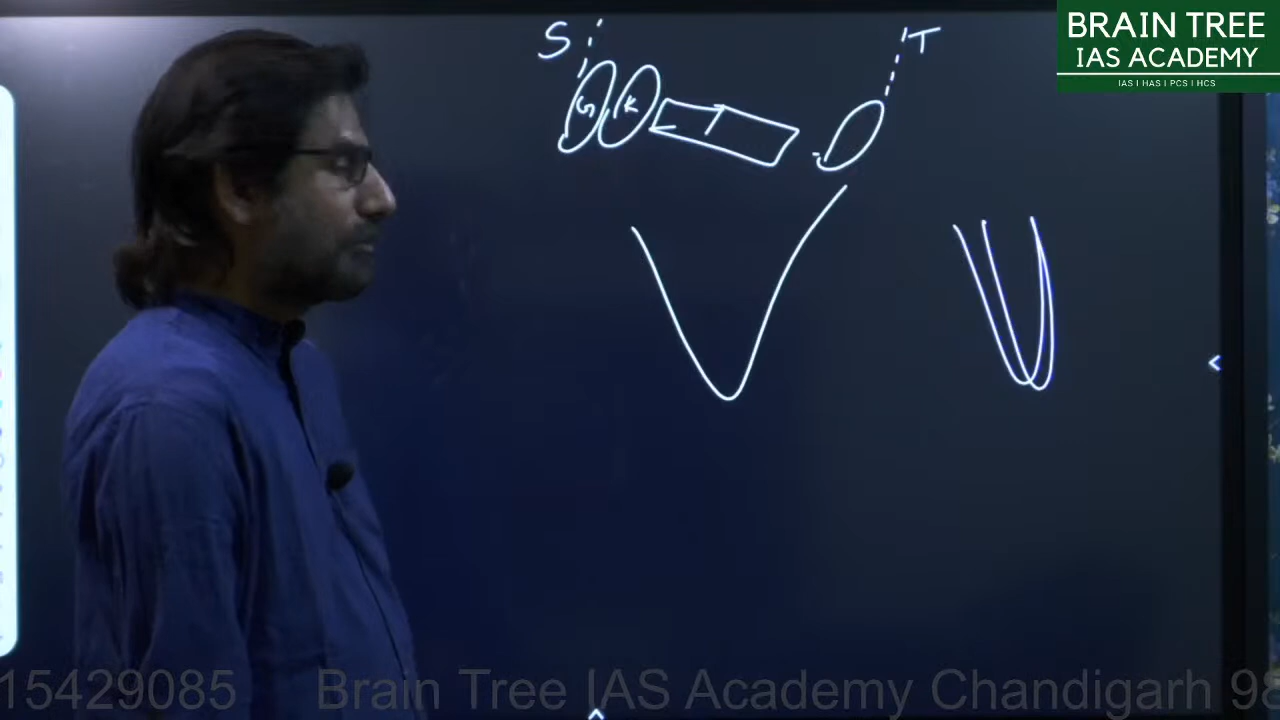 BRAIN TREE
IAS ACADEMY
IAS I HAS I PCS I HCS
S
T
G K
15429085 Brain Tree IAS Academy Chandigarh 98